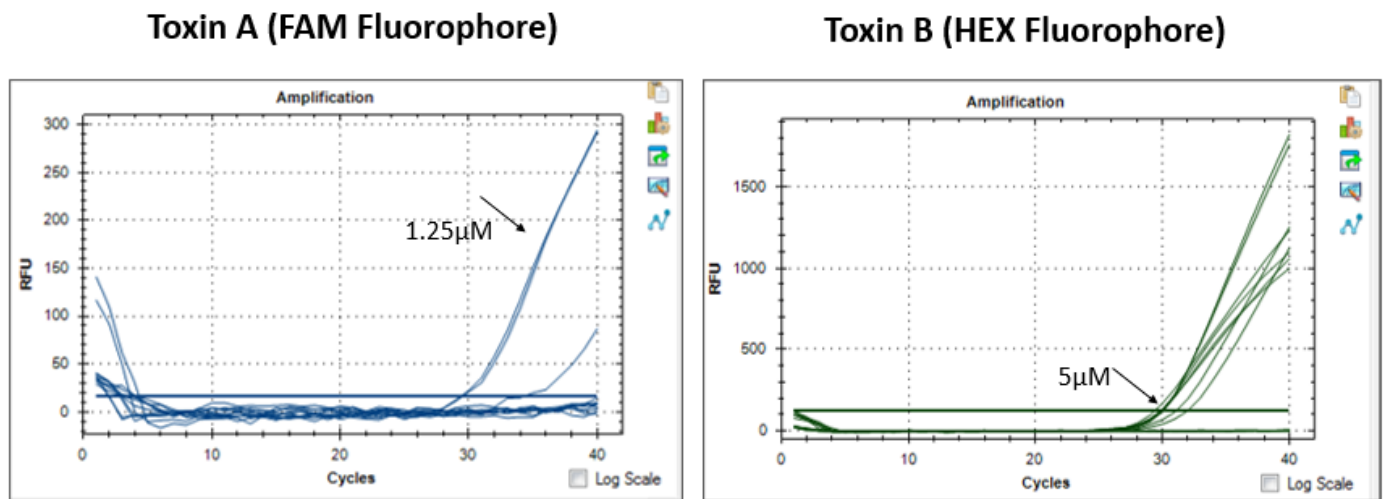 Toxin A (FAM Fluorophore)
Amplification
300
250
200
150
100
50
0
RFU
1.25µM
0
10
20
30
40
Cycles
Log Scale
Toxin B (HEX Fluorophore)
Amplification
1500
1000
500
0
RFU
5µM
0
10
20
30
40
Cycles
Log Scale